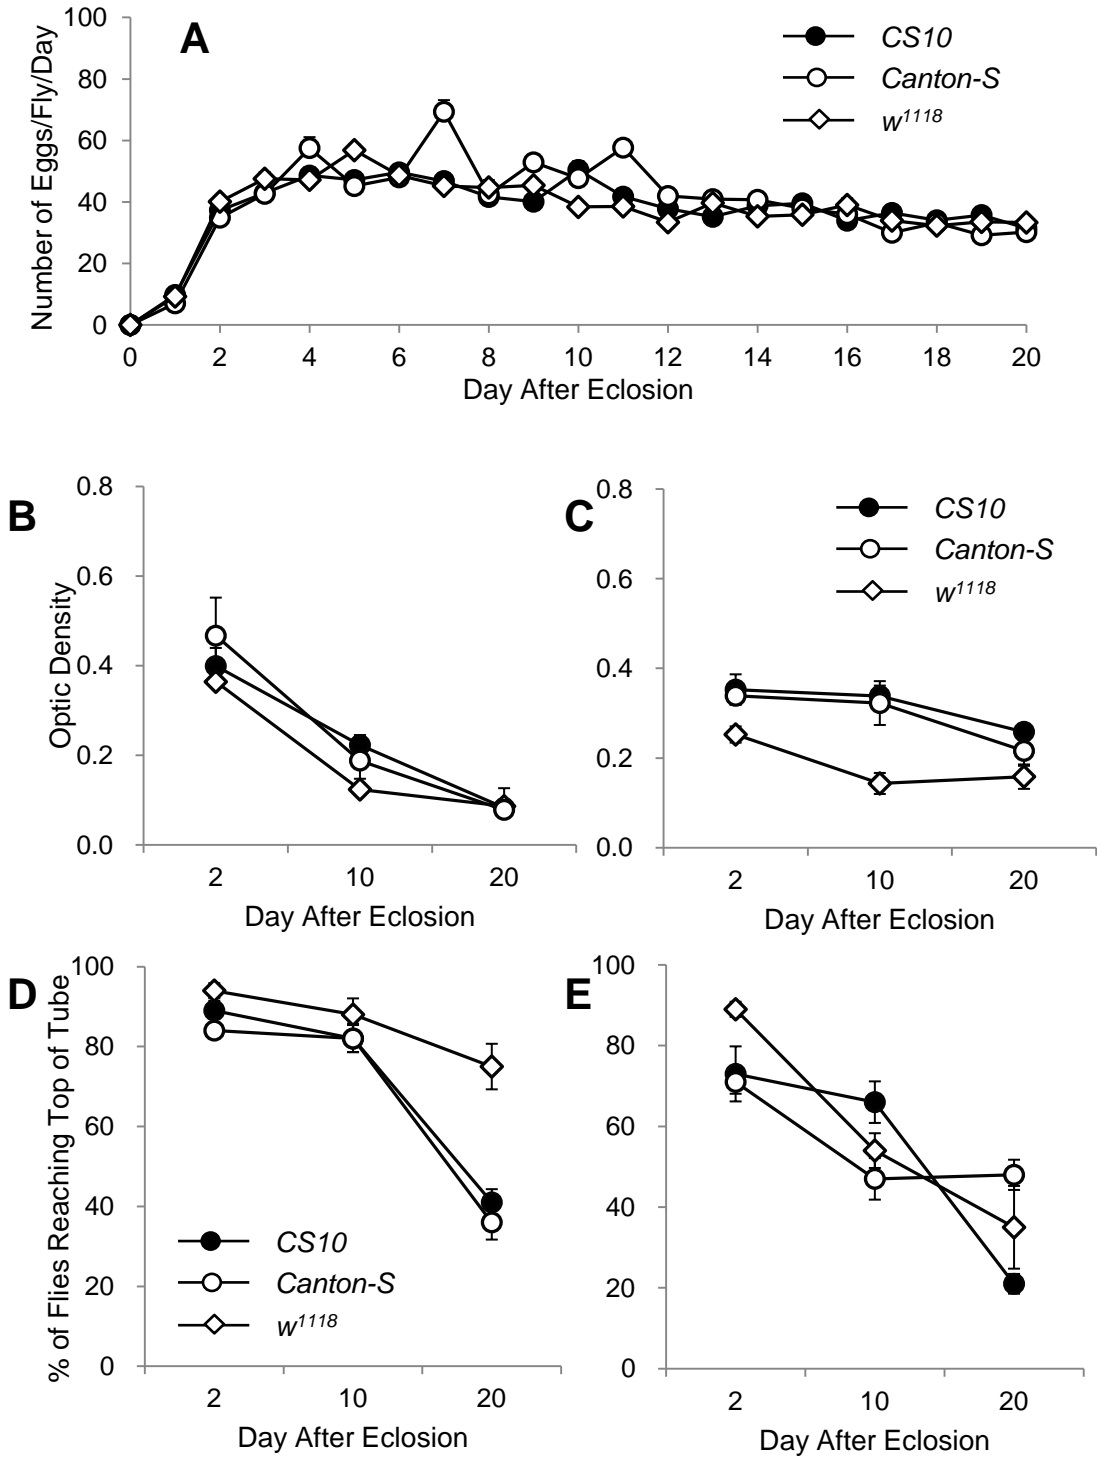 A
Number of Eggs/Fly/Day
100
80
60
40
20
0
CS10
Canton-S
w1118
0 2 4 6 8 10 12 14 16 18 20
Day After Eclosion
B
Optic Density
0.8
0.6
0.4
0.2
0.0
2 10 20
Day After Eclosion
C
0.8
0.6
0.4
0.2
0.0
CS10
Canton-S
w1118
2 10 20
Day After Eclosion
D
% of Flies Reaching Top of Tube
100
80
60
40
20
0
CS10
Canton-S
w1118
2 10 20
Day After Eclosion
E
100
80
60
40
20
0
2 10 20
Day After Eclosion